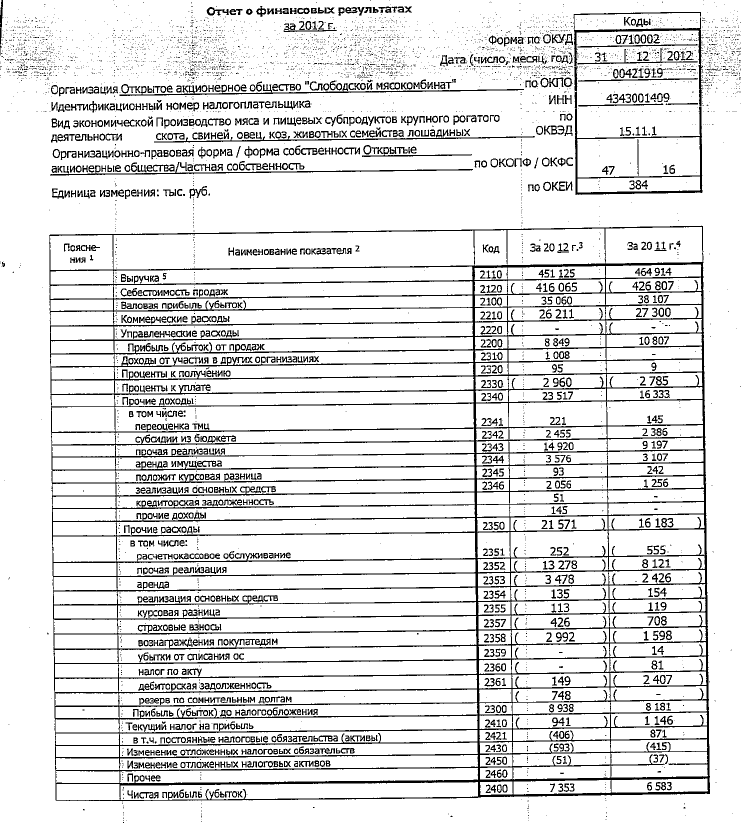 Отчет о финансовых результатах
за 2012 г.
Коды
Форма по ОКУД 0710002
Дата (число, месяц, год) 31 12 2012
Организация Открытое акционерное общество "Слободской мясокомбинат" по ОКПО 00421919
Идентификационный номер налогоплательщика ИНН 4343001409
Вид экономической Производство мяса и пищевых субпродуктов крупного рогатого по
деятельности скота, свиней, овец, коз, животных семейства лошадиных ОКВЭД 15.11.1
Организационно-правовая форма / форма собственности Открытые
акционерные общества/Частная собственность по ОКОПФ / ОКФС 47 16
Единица измерения: тыс. руб. по ОКЕИ 384
Поясне- Наименование показателя 2 Код За 20 12 г.3 За 20 11 г.4
ния 1
Выручка 5 2110 451 125 464 914
Себестоимость продаж 2120 ( 416 065 ) ( 426 807 )
Валовая прибыль (убыток) 2100 35 060 38 107
Коммерческие расходы 2210 ( 26 211 ) ( 27 300 )
Управленческие расходы 2220 ( - ) ( - )
Прибыль (убыток) от продаж 2200 8 849 10 807
Доходы от участия в других организациях 2310 1 008 -
Проценты к получению 2320 95 9
Проценты к уплате 2330 ( 2 960 ) ( 2 785 )
Прочие доходы 2340 23 517 16 333
в том числе:
переоценка тмц 2341 221 145
субсидии из бюджета 2342 2 455 2 386
прочая реализация 2343 14 920 9 197
аренда имущества 2344 3 576 3 107
положит курсовая разница 2345 93 242
зеализация основных средств 2346 2 056 1 256
кредиторская задолженность 51 -
прочие доходы 145 -
Прочие расходы 2350 ( 21 571 ) ( 16 183 )
в том числе:
расчетнокассовое обслуживание 2351 ( 252 ) ( 555 )
прочая реализация 2352 ( 13 278 ) ( 8 121 )
аренда 2353 ( 3 478 ) ( 2 426 )
реализация основных средств 2354 ( 135 ) ( 154 )
курсовая разница 2355 ( 113 ) ( 119 )
страховые взносы 2357 ( 426 ) ( 708 )
вознаграждения покупателям 2358 ( 2 992 ) ( 1 598 )
убытки от списания ос 2359 ( - ) ( 14 )
налог по акту 2360 ( - ) ( 81 )
дебиторская задолженность 2361 ( 149 ) ( 2 407 )
резерв по сомнительным долгам ( 748 ) ( - )
Прибыль (убыток) до налогообложения 2300 8 938 8 181
Текущий налог на прибыль 2410 ( 941 ) ( 1 146 )
в т.ч. постоянные налоговые обязательства (активы) 2421 (406) 871
Изменение отложенных налоговых обязательств 2430 (593) (415)
Изменение отложенных налоговых активов 2450 (51) (37)
Прочее 2460 - -
Чистая прибыль (убыток) 2400 7 353 6 583